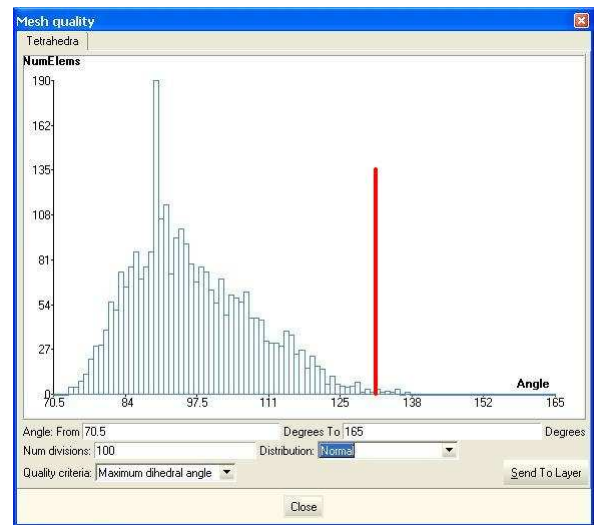 Mesh quality
Tetrahedra
NumElems
190
162
135
108
81
54
27
0
70.5 84 97.5 111 125 138 152 165
Angle
Angle: From 70.5 Degrees To 165 Degrees
Num divisions: 100 Distribution: Normal
Quality criteria: Maximum dihedral angle Send To Layer
Close